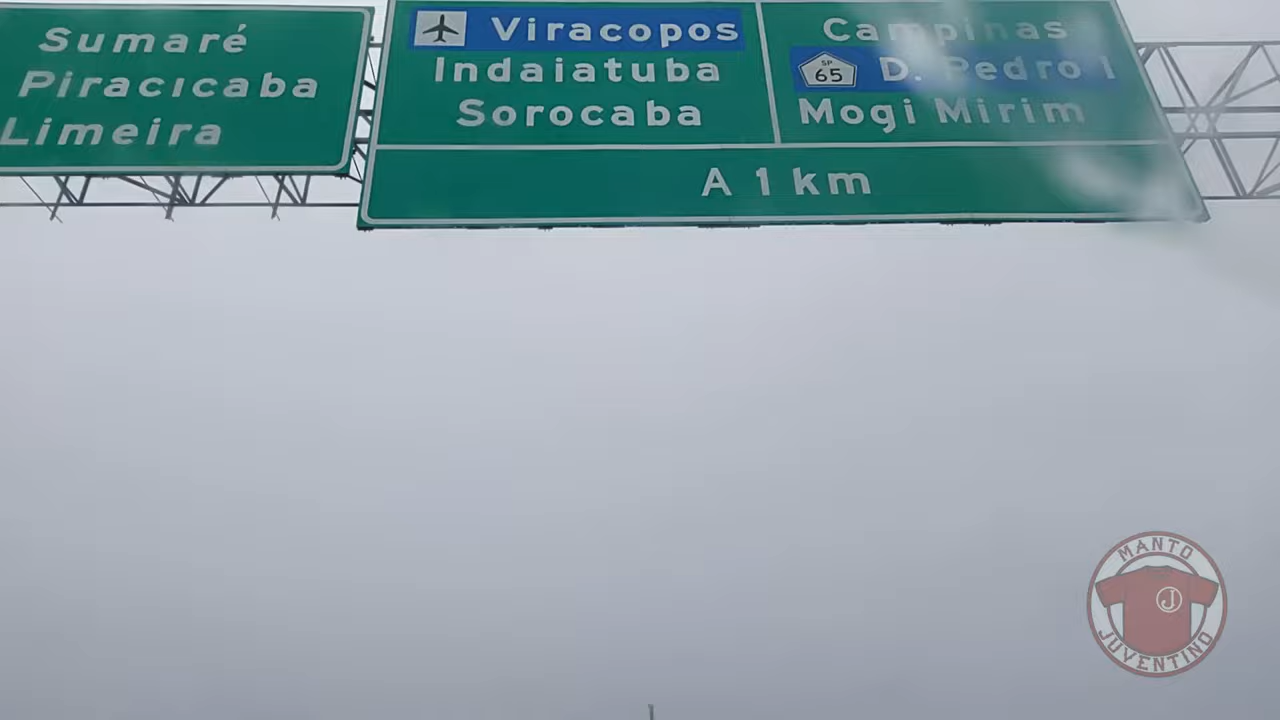 Sumaré
Piracicaba
Limeira
Viracopos
Indaiatuba
Sorocaba
Campinas
SP
65
D. Pedro I
Mogi Mirim
A 1 km
MANTO
J
JUVENTINO